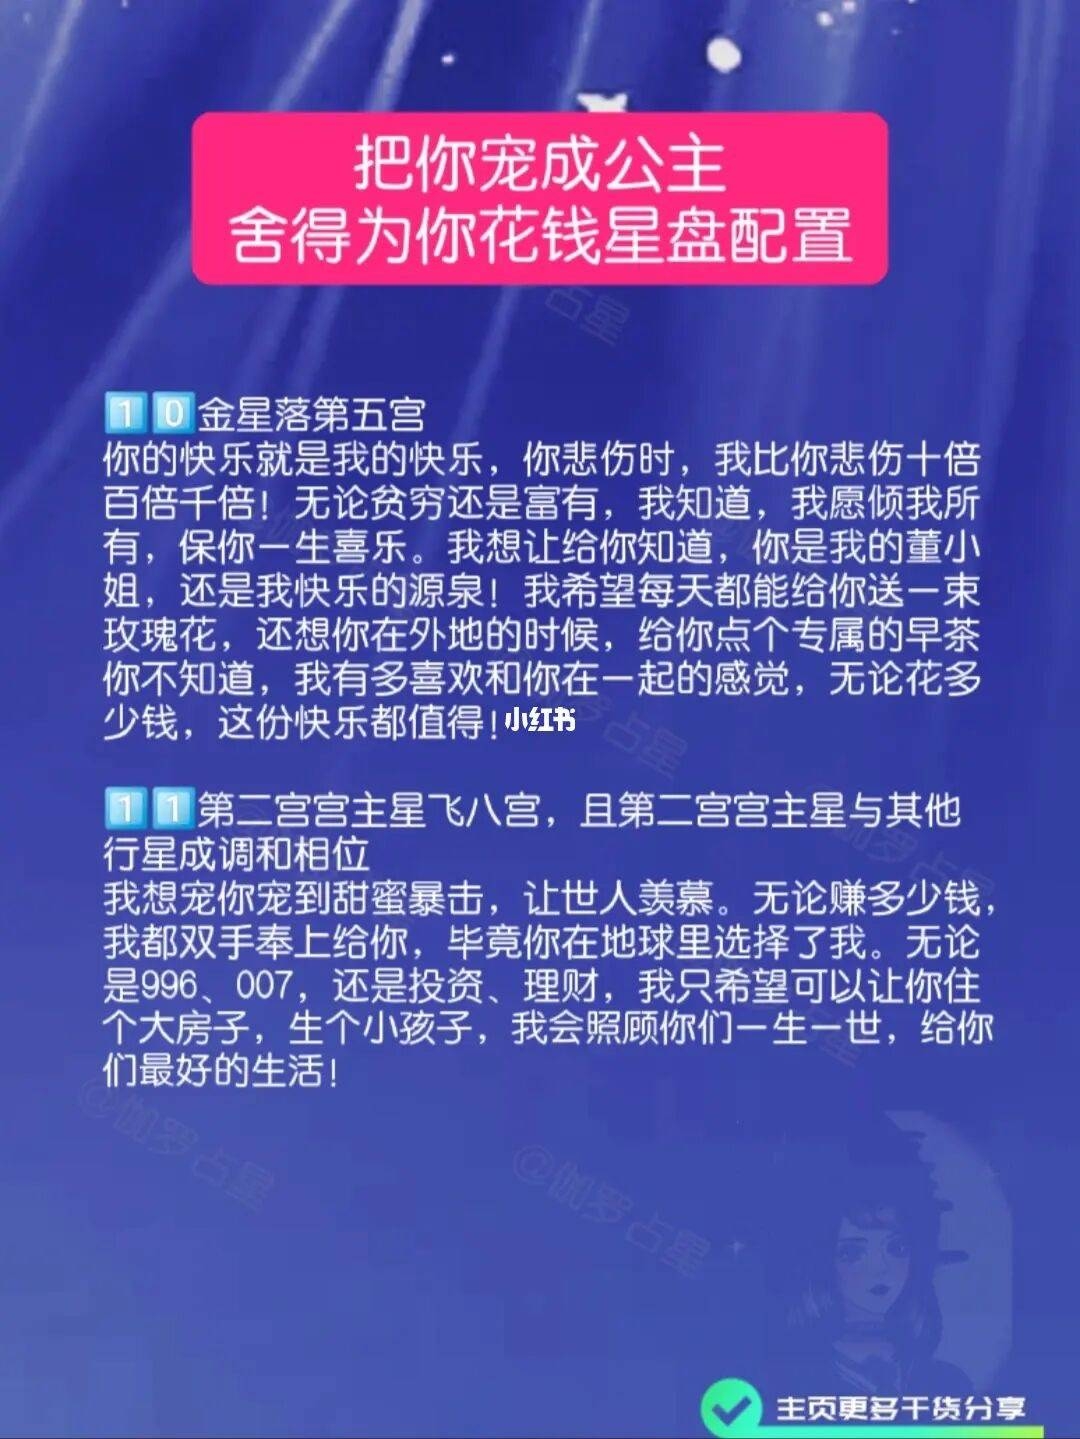 把你宠成公主
舍得为你花钱星盘配置
占星
10金星落第五宫
你的快乐就是我的快乐，你悲伤时，我比你悲伤十倍
百倍千倍！无论贫穷还是富有，我知道，我愿倾我所
有，保你一生喜乐。我想让给你知道，你是我的董小
姐，还是我快乐的源泉！我希望每天都能给你送一束
玫瑰花，还想你在外地的时候，给你点个专属的早茶
你不知道，我有多喜欢和你在一起的感觉，无论花多
少钱，这份快乐都值得！
小红书
占星
11第二宫宫主星飞八宫，且第二宫宫主星与其他
行星成调和相位
我想宠你宠到甜蜜暴击，让世人羡慕。无论赚多少钱，
我都双手奉上给你，毕竟你在地球里选择了我。无论
是996、007，还是投资、理财，我只希望可以让你住
个大房子，生个小孩子，我会照顾你们一生一世，给你
们最好的生活！
@伽罗占星
@伽罗占星
主页更多干货分享